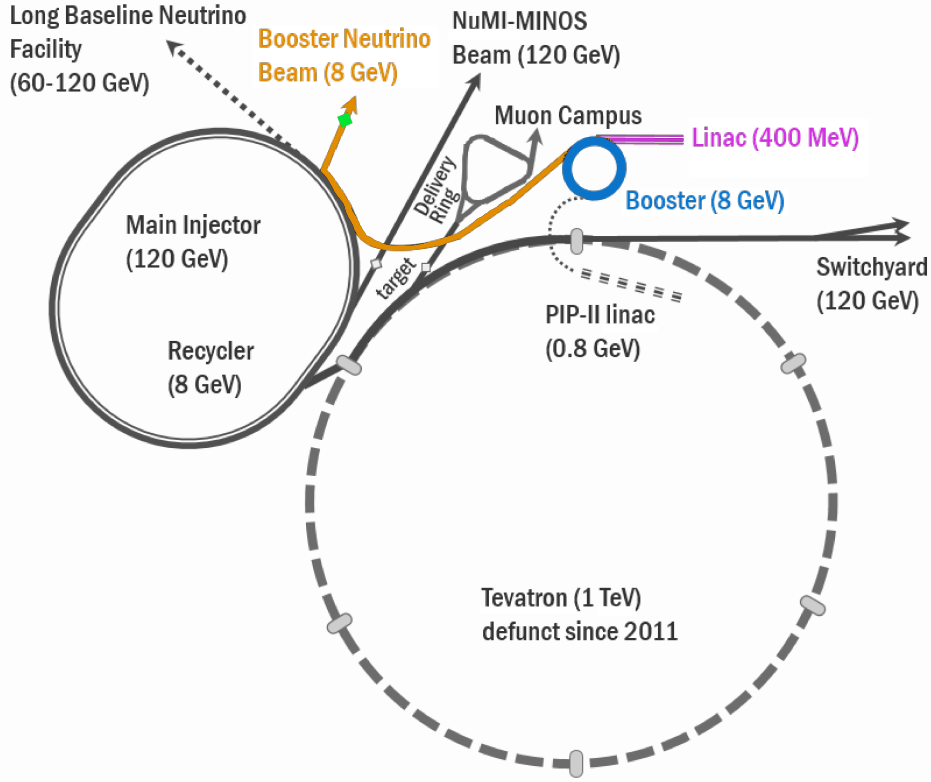 Long Baseline Neutrino
Facility
(60-120 GeV)
Booster Neutrino
Beam (8 GeV)
NuMI-MINOS
Beam (120 GeV)
Muon Campus
Linac (400 MeV)
Booster (8 GeV)
Delivery
Ring
target
Main Injector
(120 GeV)
Recycler
(8 GeV)
Switchyard
(120 GeV)
PIP-II linac
(0.8 GeV)
Tevatron (1 TeV)
defunct since 2011